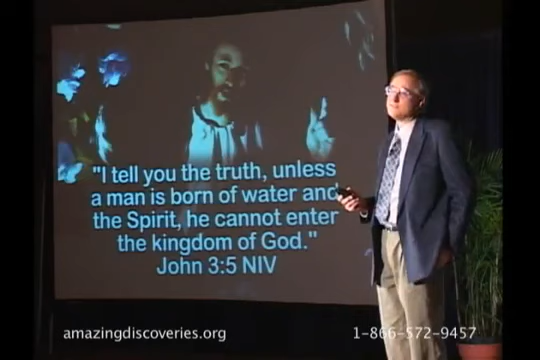 "I tell you the truth, unless
a man is born of water and
the Spirit, he cannot enter
the kingdom of God."
John 3:5 NIV
amazingdiscoveries.org
1-866-572-9457